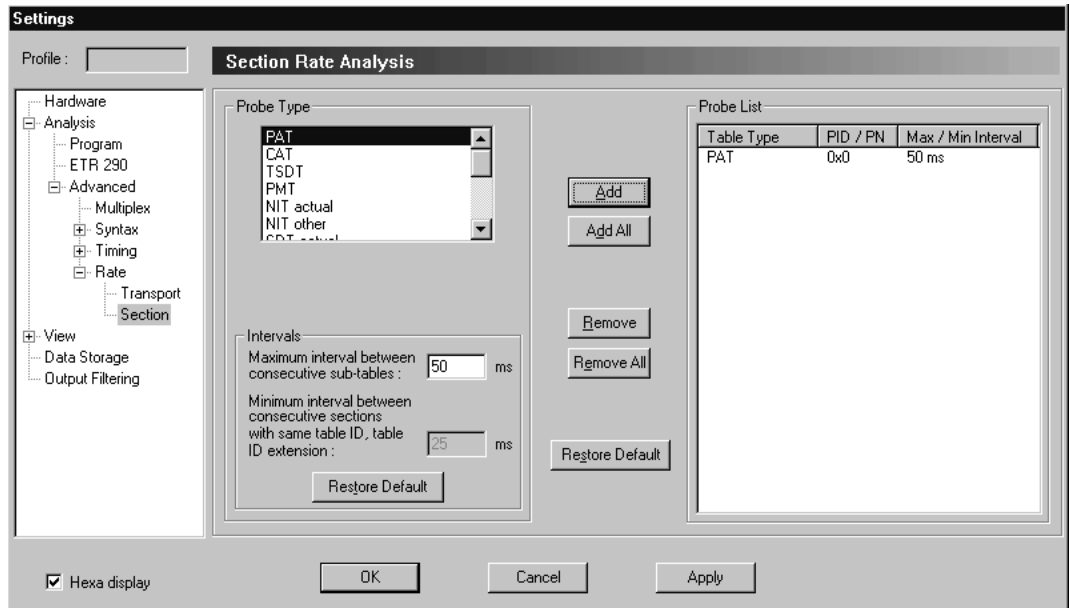 Settings
Profile :
Section Rate Analysis
Hardware
Analysis
Program
ETR 290
Advanced
Multiplex
Syntax
Timing
Rate
Transport
Section
View
Data Storage
Output Filtering
Probe Type
PAT
CAT
TSDT
PMT
NIT actual
NIT other
SDT actual
Intervals
Maximum interval between
consecutive sub-tables :
50 ms
Minimum interval between
consecutive sections
with same table ID, table
ID extension :
25 ms
Restore Default
Add
Add All
Remove
Remove All
Restore Default
Probe List
Table Type PID / PN Max / Min Interval
PAT 0x0 50 ms
Hexa display
OK
Cancel
Apply